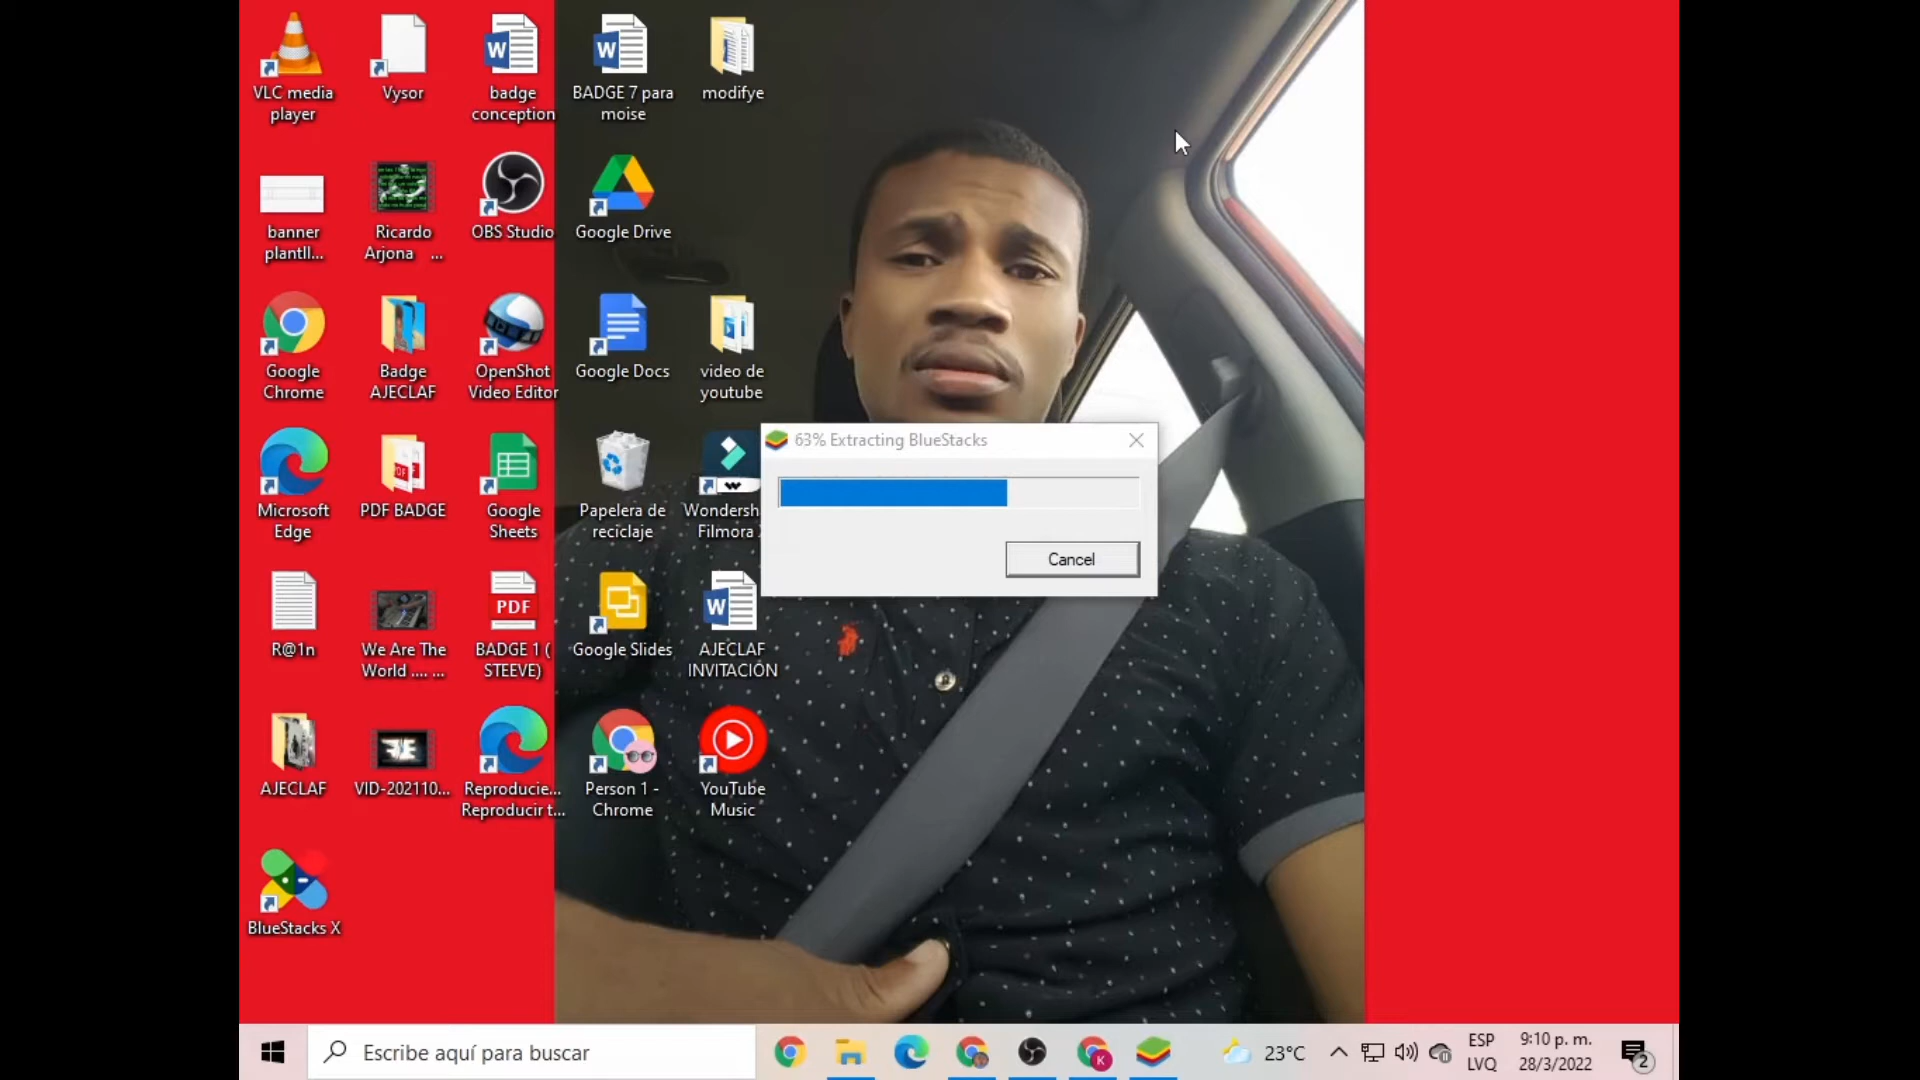 VLC media
player
Vysor
badge
conception
BADGE 7 para
moise
modifye
banner
plantll...
Ricardo
Arjona ...
OBS Studio
Google Drive
Google
Chrome
Badge
AJECLAF
OpenShot
Video Editor
Google Docs
video de
youtube
63% Extracting BlueStacks
Cancel
Microsoft
Edge
PDF BADGE
Google
Sheets
Papelera de
reciclaje
Wondersh
Filmora
R@1n
We Are The
World .... ...
PDF
BADGE 1 (
STEEVE)
Google Slides
AJECLAF
INVITACIÓN
AJECLAF
VID-202110...
Reproducie...
Reproducir t...
Person 1 -
Chrome
YouTube
Music
BlueStacks X
Escribe aquí para buscar
K
23°C
ESP
LVQ
9:10 p. m.
28/3/2022
2